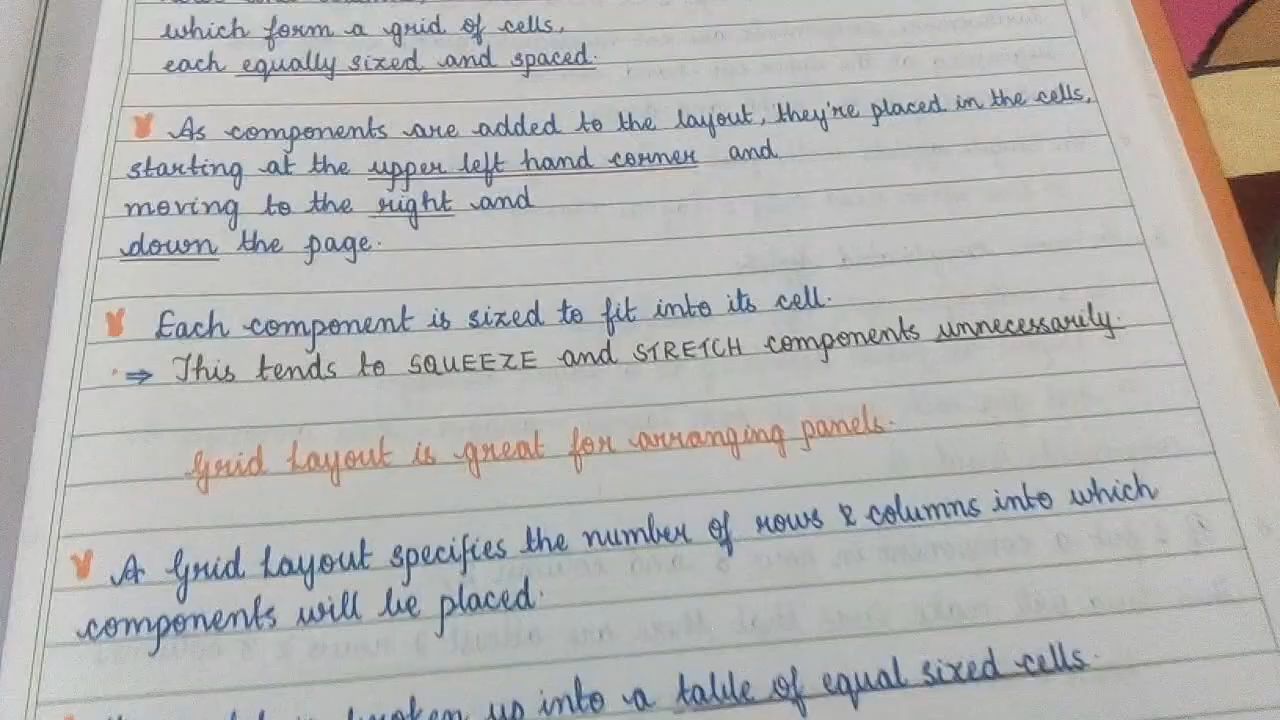 which form a grid of cells,
each equally sized and spaced.
As components are added to the layout, they're placed in the cells,
starting at the upper left hand corner and
moving to the right and
down the page.
Each component is sized to fit into its cell.
⇒ This tends to SQUEEZE and STRETCH components unnecessarily.
Grid Layout is great for arranging panels.
A Grid Layout specifies the number of rows & columns into which
components will be placed.
broken up into a table of equal sized cells.